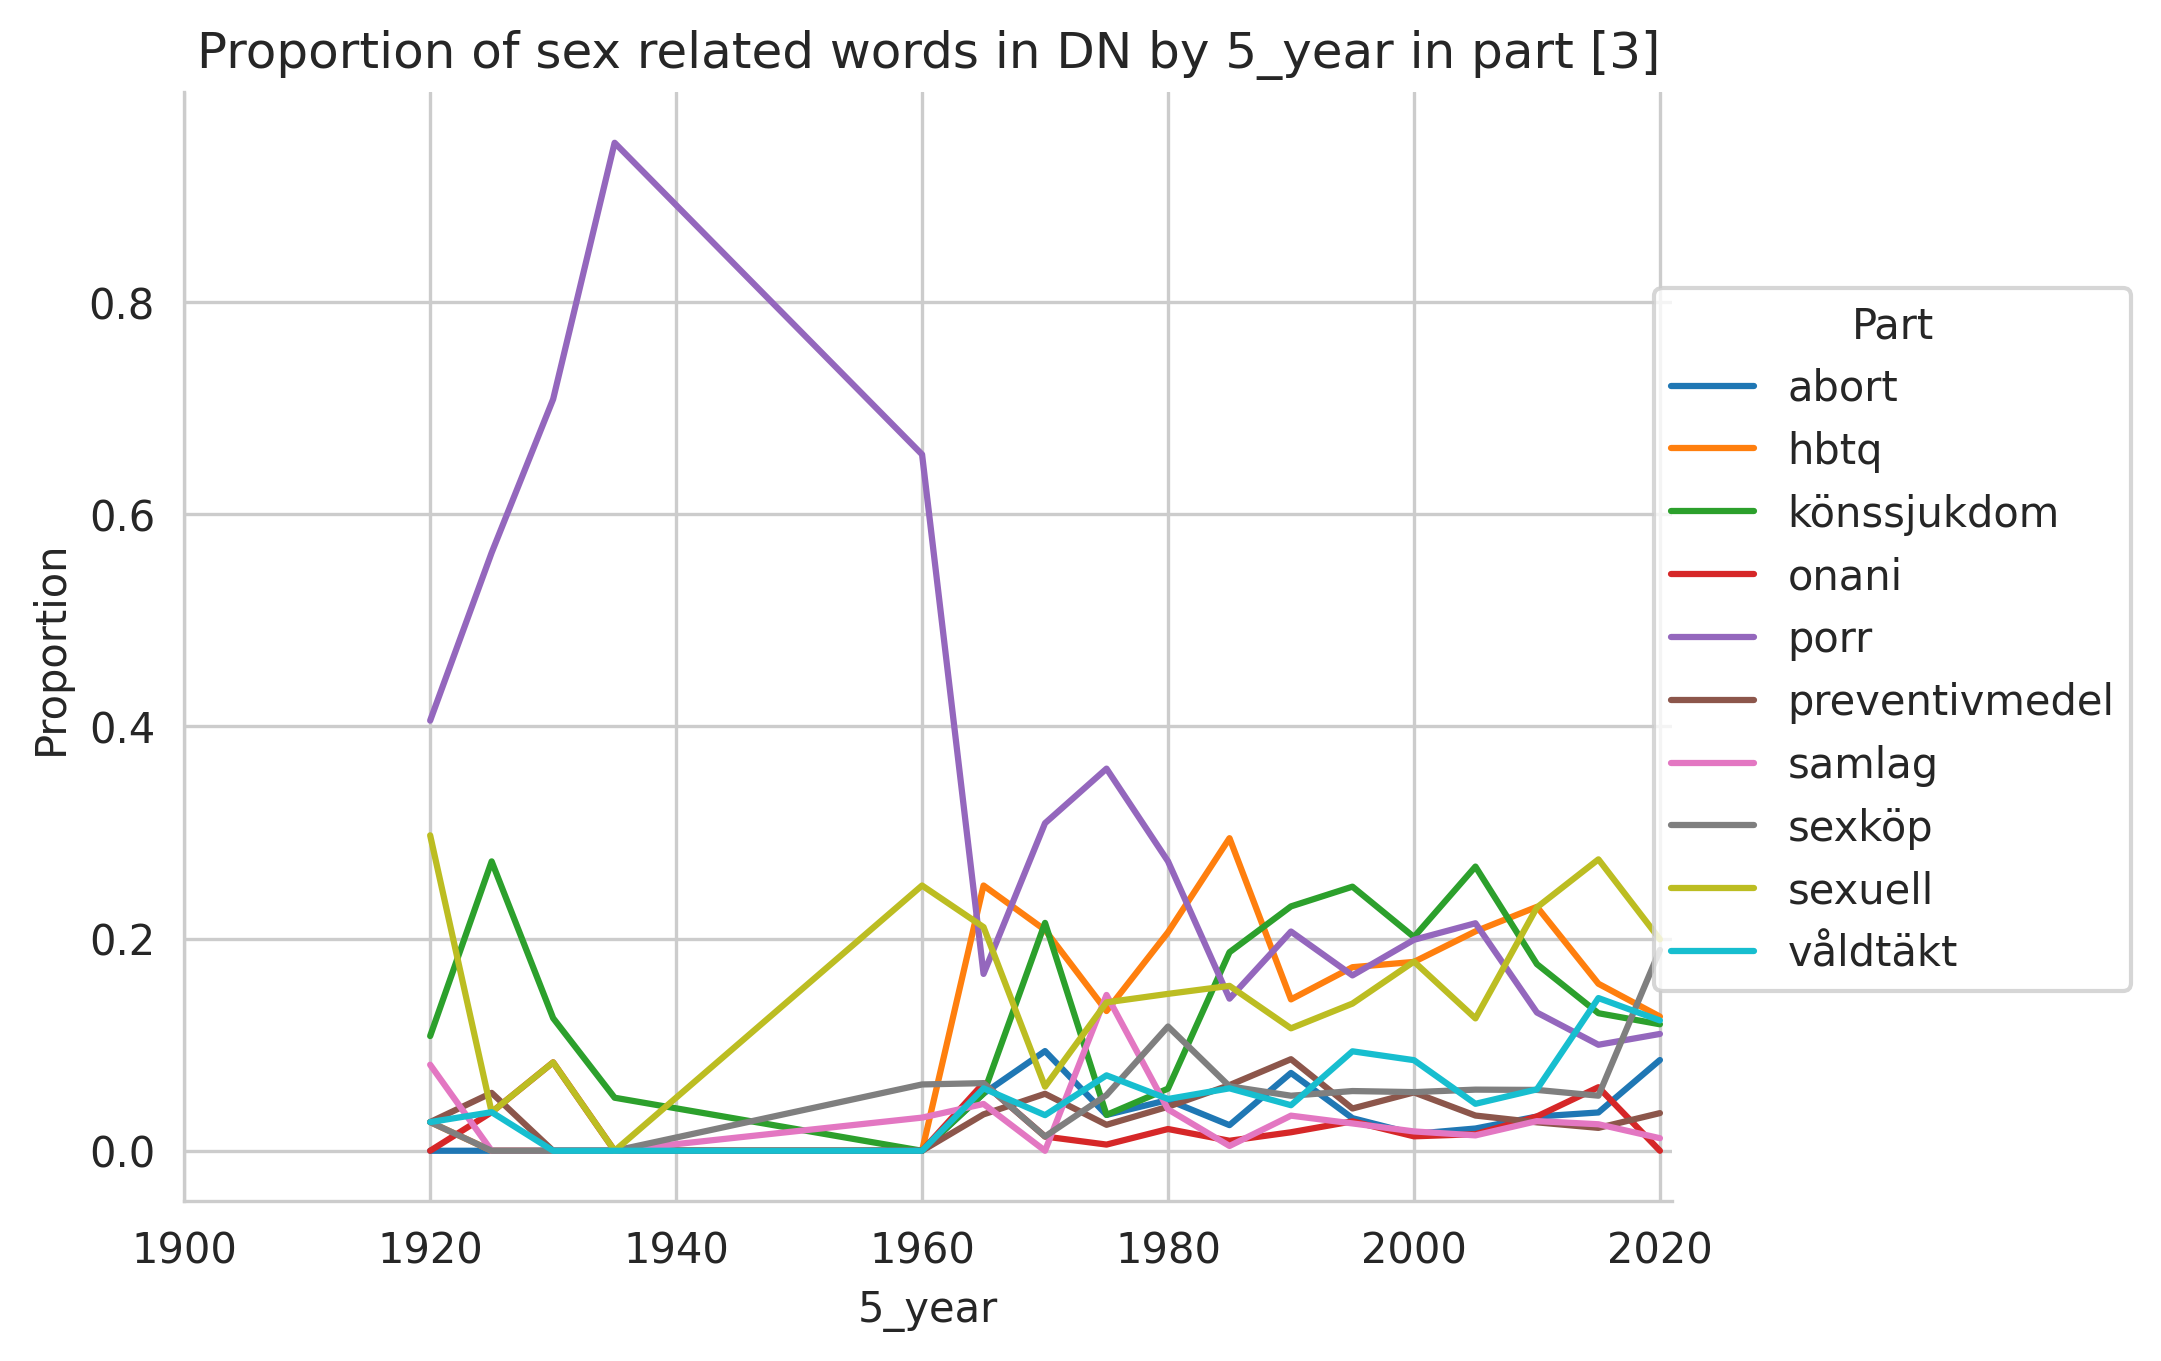 Proportion of sex related words in DN by 5_year in part [3]
Proportion
0.8
0.6
0.4
0.2
0.0
1900 1920 1940 1960 1980 2000 2020
5_year
Part
abort
hbtq
könssjukdom
onani
porr
preventivmedel
samlag
sexköp
sexuell
våldtäkt